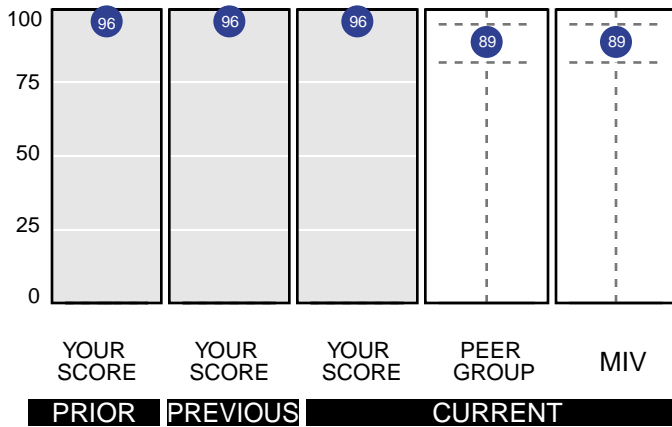 100
96
96
96
89
89
75
50
25
0
YOUR
SCORE
YOUR
SCORE
YOUR
SCORE
PEER
GROUP
MIV
PRIOR
PREVIOUS
CURRENT